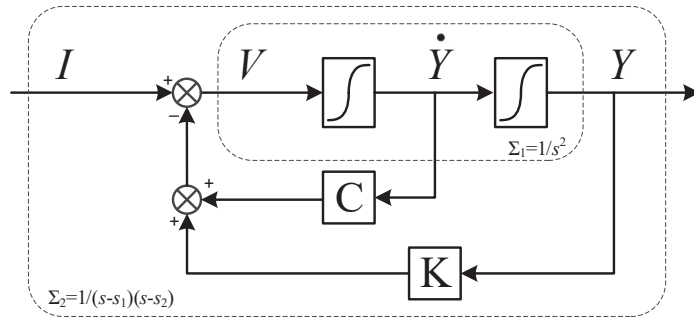 I + V Ẏ Y
−
Σ₁=1/s²
+ C
+ K
Σ₂=1/(s-s₁)(s-s₂)